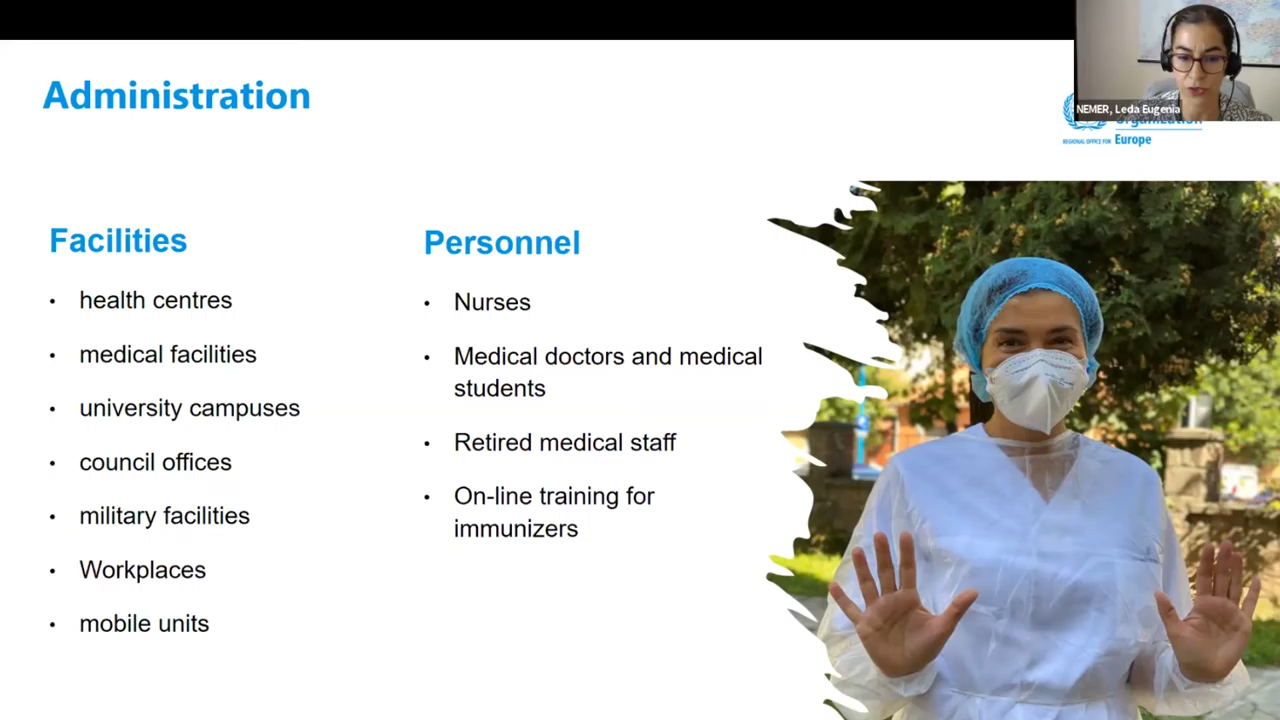 Administration
NEMER, Leda Eugenia
Organization
REGIONAL OFFICE FOR Europe
Facilities
• health centres
• medical facilities
• university campuses
• council offices
• military facilities
• Workplaces
• mobile units
Personnel
• Nurses
• Medical doctors and medical
students
• Retired medical staff
• On-line training for
immunizers